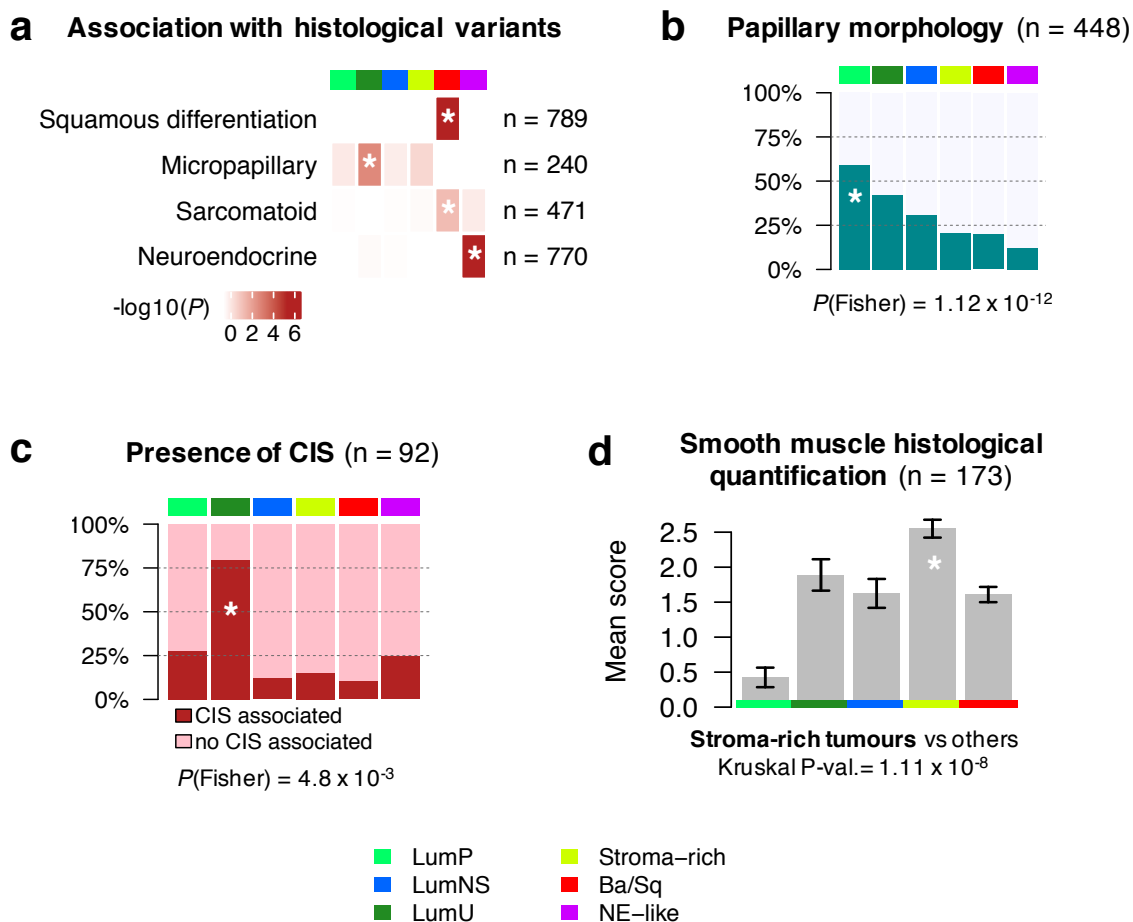 a Association with histological variants
Squamous differentiation * n = 789
Micropapillary * n = 240
Sarcomatoid * n = 471
Neuroendocrine * n = 770
-log10(P)
0 2 4 6
b Papillary morphology (n = 448)
100%
75%
50%
*
25%
0%
P(Fisher) = 1.12 x 10⁻¹²
c Presence of CIS (n = 92)
100%
75%
50%
*
25%
0%
CIS associated
no CIS associated
P(Fisher) = 4.8 x 10⁻³
d Smooth muscle histological
quantification (n = 173)
Mean score
2.5
2.0
*
1.5
1.0
0.5
0.0
Stroma-rich tumours vs others
Kruskal P-val.= 1.11 x 10⁻⁸
LumP
LumNS
LumU
Stroma−rich
Ba/Sq
NE−like